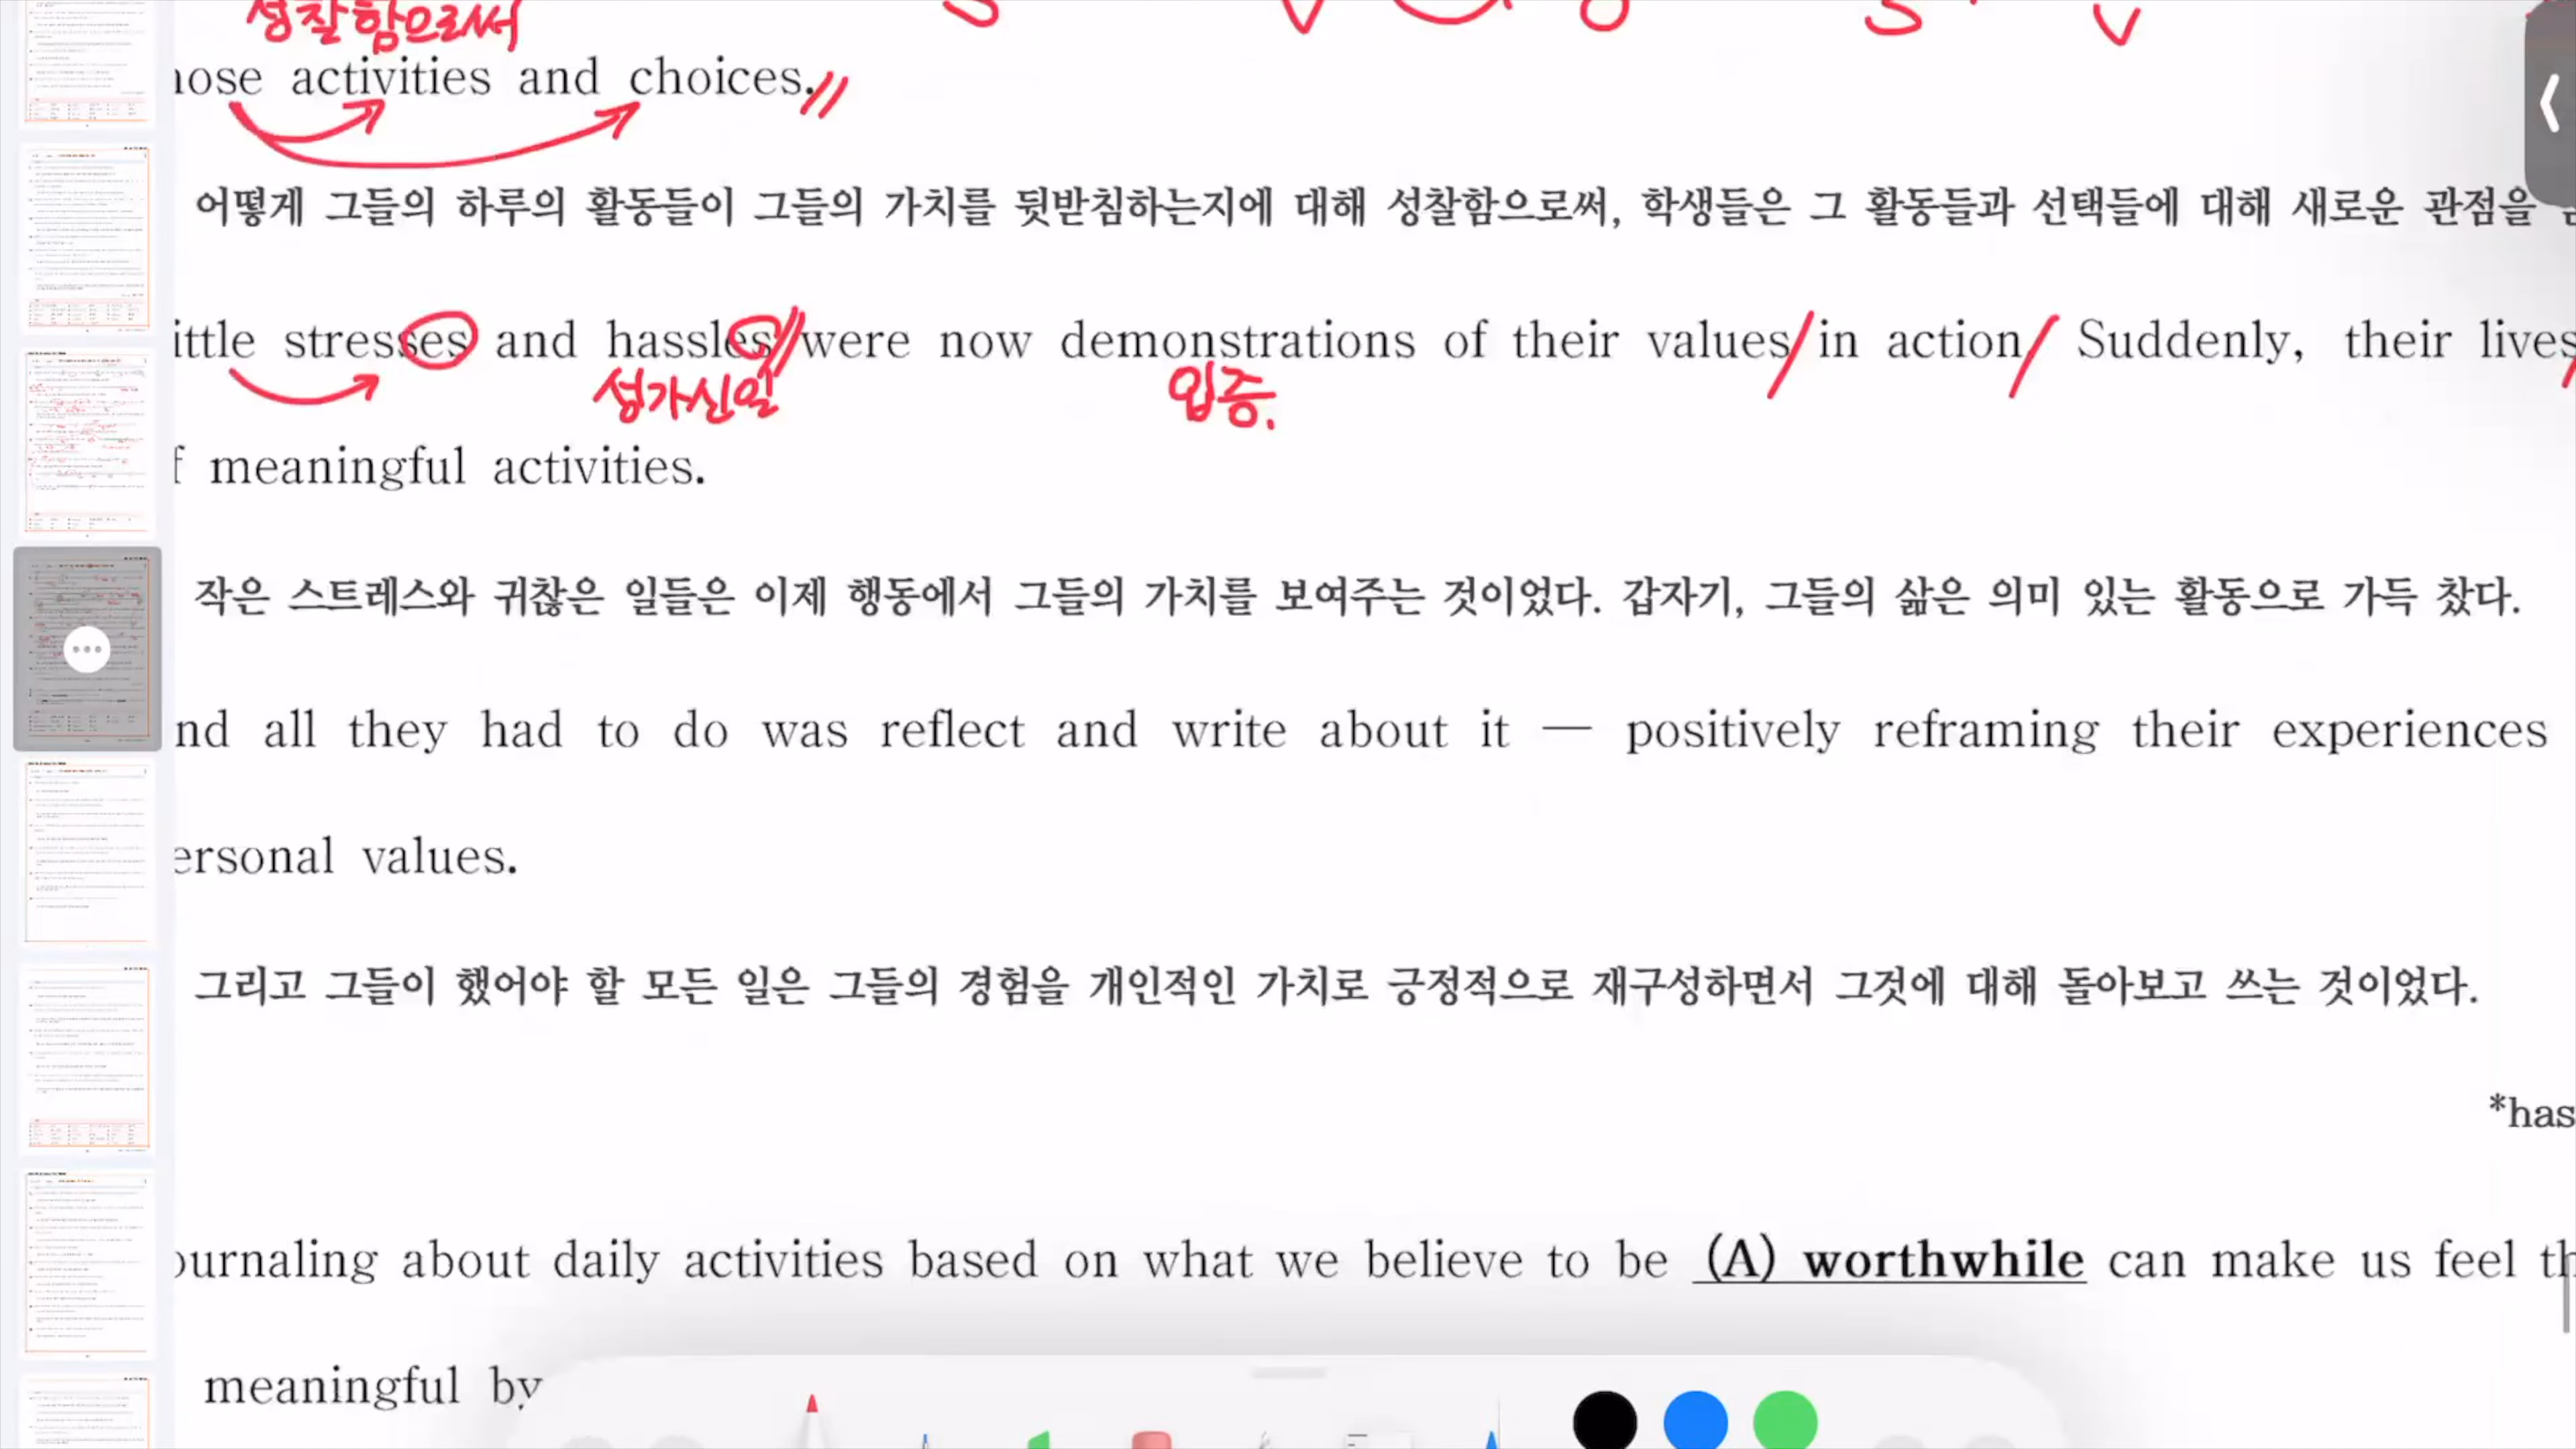 성찰함으로써
activities and choices.
어떻게 그들의 하루의 활동들이 그들의 가치를 뒷받침하는지에 대해 성찰함으로써, 학생들은 그 활동들과 선택들에 대해 새로운 관점을
ittle stresses and hassles were now demonstrations of their values in action. Suddenly, their lives
성가신일 입증.
f meaningful activities.
작은 스트레스와 귀찮은 일들은 이제 행동에서 그들의 가치를 보여주는 것이었다. 갑자기, 그들의 삶은 의미 있는 활동으로 가득 찼다.
nd all they had to do was reflect and write about it — positively reframing their experiences
ersonal values.
그리고 그들이 했어야 할 모든 일은 그들의 경험을 개인적인 가치로 긍정적으로 재구성하면서 그것에 대해 돌아보고 쓰는 것이었다.
*has
ournaling about daily activities based on what we believe to be (A) worthwhile can make us feel th
meaningful by